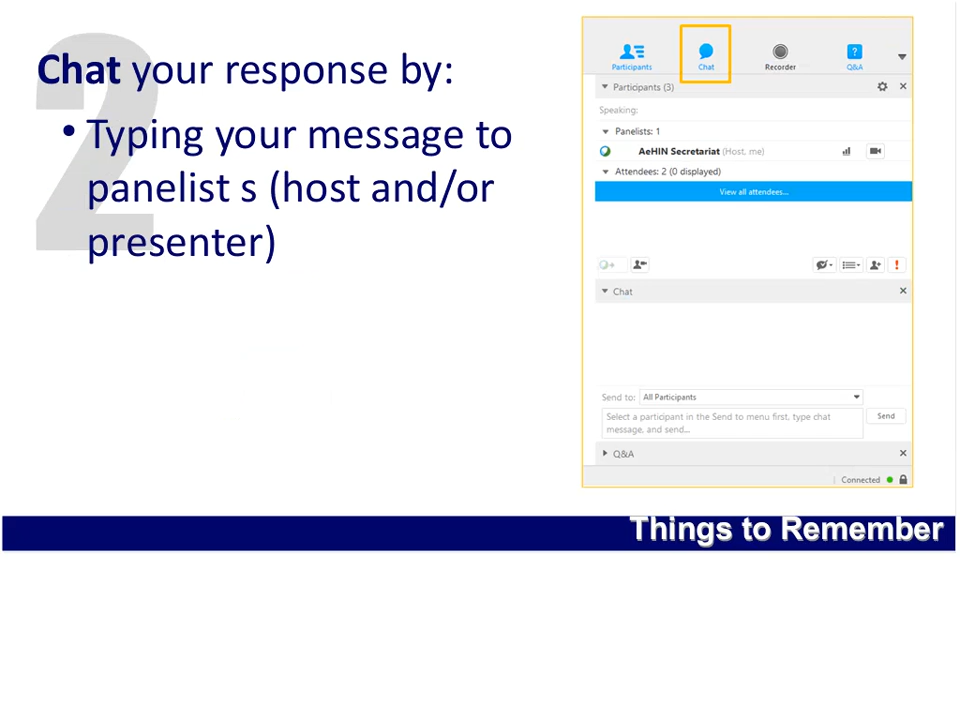 2
Chat your response by:
• Typing your message to
panelist s (host and/or
presenter)
Participants
Chat
Recorder
?
Q&A
Participants (3)
Speaking:
Panelists: 1
AeHIN Secretariat (Host, me)
Attendees: 2 (0 displayed)
View all attendees...
!
Chat
Send to: All Participants
Select a participant in the Send to menu first, type chat
message, and send...
Send
Q&A
Connected
Things to Remember